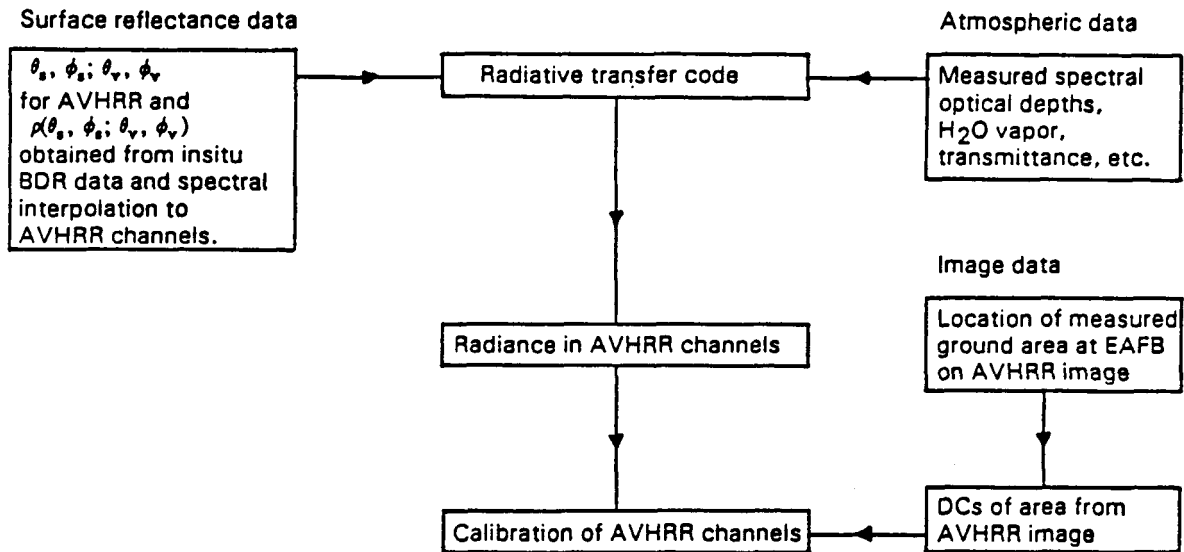 Surface reflectance data
θs, ϕs; θv, ϕv
for AVHRR and
ρ(θs, ϕs; θv, ϕv)
obtained from insitu
BDR data and spectral
interpolation to
AVHRR channels.
Radiative transfer code
Atmospheric data
Measured spectral
optical depths,
H2O vapor,
transmittance, etc.
Radiance in AVHRR channels
Image data
Location of measured
ground area at EAFB
on AVHRR image
Calibration of AVHRR channels
DCs of area from
AVHRR image